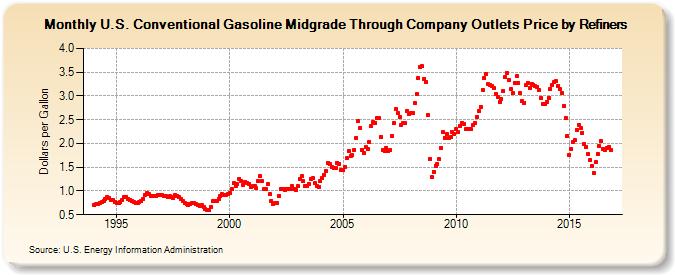 Monthly U.S. Conventional Gasoline Midgrade Through Company Outlets Price by Refiners
Dollars per Gallon
4.0
3.5
3.0
2.5
2.0
1.5
1.0
0.5
1995 2000 2005 2010 2015
Source: U.S. Energy Information Administration